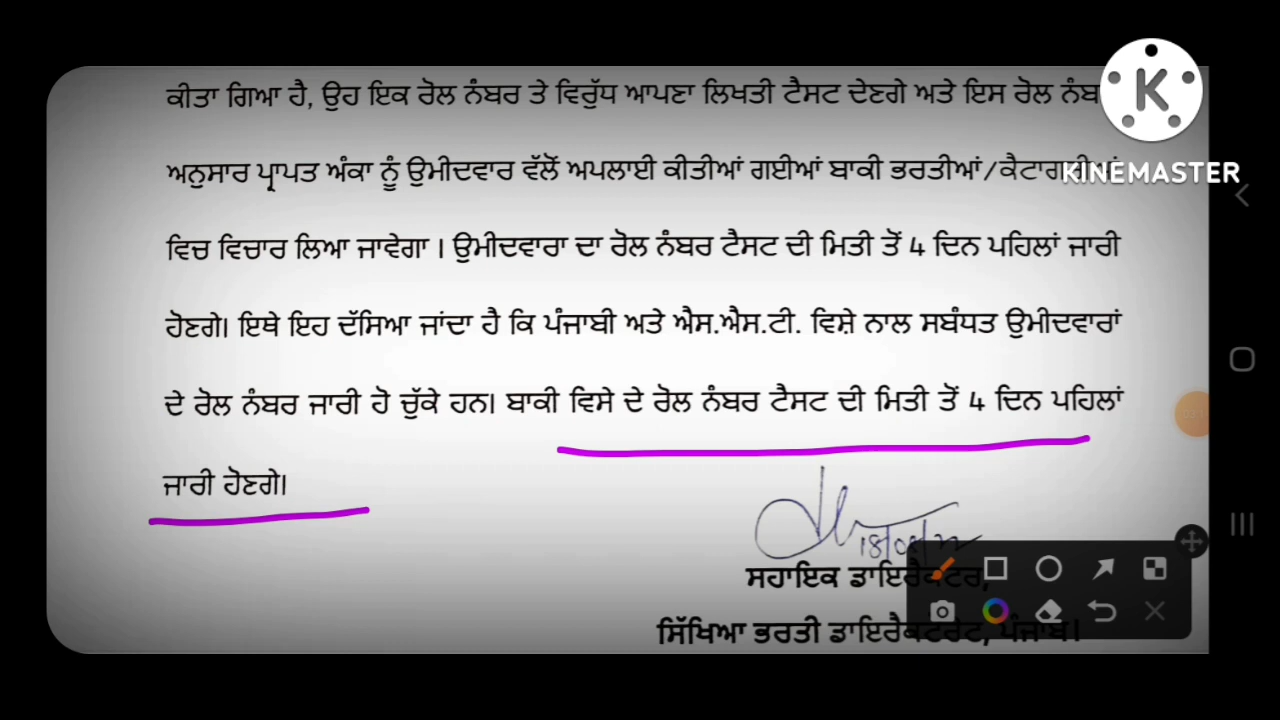 ਕੀਤਾ ਗਿਆ ਹੈ, ਉਹ ਇਕ ਰੋਲ ਨੰਬਰ ਤੇ ਵਿਰੁੱਧ ਆਪਣਾ ਲਿਖਤੀ ਟੈਸਟ ਦੇਣਗੇ ਅਤੇ ਇਸ ਰੋਲ
ਅਨੁਸਾਰ ਪ੍ਰਾਪਤ ਅੰਕਾ ਨੂੰ ਉਮੀਦਵਾਰ ਵੱਲੋਂ ਅਪਲਾਈ ਕੀਤੀਆਂ ਗਈਆਂ ਬਾਕੀ ਭਰਤੀਆਂ/
KINEMASTER
ਵਿਚ ਵਿਚਾਰ ਲਿਆ ਜਾਵੇਗਾ । ਉਮੀਦਵਾਰਾ ਦਾ ਰੋਲ ਨੰਬਰ ਟੈਸਟ ਦੀ ਮਿਤੀ ਤੋਂ 4 ਦਿਨ ਪਹਿਲਾਂ ਜਾਰੀ
ਹੋਣਗੇ। ਇਥੇ ਇਹ ਦੱਸਿਆ ਜਾਂਦਾ ਹੈ ਕਿ ਪੰਜਾਬੀ ਅਤੇ ਐਸ.ਐਸ.ਟੀ. ਵਿਸ਼ੇ ਨਾਲ ਸਬੰਧਤ ਉਮੀਦਵਾਰਾਂ
ਦੇ ਰੋਲ ਨੰਬਰ ਜਾਰੀ ਹੋ ਚੁੱਕੇ ਹਨ। ਬਾਕੀ ਵਿਸੇ ਦੇ ਰੋਲ ਨੰਬਰ ਟੈਸਟ ਦੀ ਮਿਤੀ ਤੋਂ 4 ਦਿਨ ਪਹਿਲਾਂ
ਜਾਰੀ ਹੋਣਗੇ।
ਸਹਾਇਕ ਡਾਇਰੈਕਟਰ,
ਸਿੱਖਿਆ ਭਰਤੀ ਡਾਇਰੈਕਟਰੇਟ, ਪੰਜਾਬ।